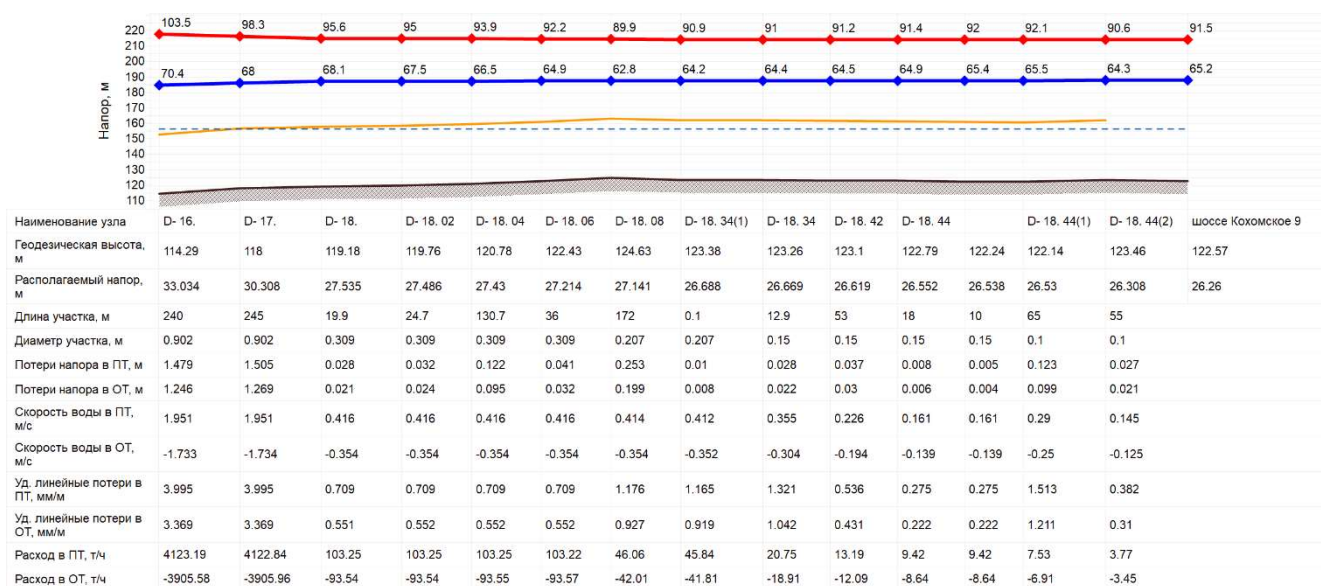 103.5 98.3 95.6 95 93.9 92.2 89.9 90.9 91 91.2 91.4 92 92.1 90.6 91.5
220
210
200
190
180
170
160
150
140
130
120
110
Напор, м
70.4 68 68.1 67.5 66.5 64.9 62.8 64.2 64.4 64.5 64.9 65.4 65.5 64.3 65.2
Наименование узла D- 16. D- 17. D- 18. D- 18. 02 D- 18. 04 D- 18. 06 D- 18. 08 D- 18. 34(1) D- 18. 34 D- 18. 42 D- 18. 44 D- 18. 44(1) D- 18. 44(2) шоссе Кохомское 9
Геодезическая высота,
м
114.29 118 119.18 119.76 120.78 122.43 124.63 123.38 123.26 123.1 122.79 122.24 122.14 123.46 122.57
Располагаемый напор,
м
33.034 30.308 27.535 27.486 27.43 27.214 27.141 26.688 26.669 26.619 26.552 26.538 26.53 26.308 26.26
Длина участка, м 240 245 19.9 24.7 130.7 36 172 0.1 12.9 53 18 10 65 55
Диаметр участка, м 0.902 0.902 0.309 0.309 0.309 0.309 0.207 0.207 0.15 0.15 0.15 0.15 0.1 0.1
Потери напора в ПТ, м 1.479 1.505 0.028 0.032 0.122 0.041 0.253 0.01 0.028 0.037 0.008 0.005 0.123 0.027
Потери напора в ОТ, м 1.246 1.269 0.021 0.024 0.095 0.032 0.199 0.008 0.022 0.03 0.006 0.004 0.099 0.021
Скорость воды в ПТ,
м/с
1.951 1.951 0.416 0.416 0.416 0.416 0.414 0.412 0.355 0.226 0.161 0.161 0.29 0.145
Скорость воды в ОТ,
м/с
-1.733 -1.734 -0.354 -0.354 -0.354 -0.354 -0.354 -0.352 -0.304 -0.194 -0.139 -0.139 -0.25 -0.125
Уд. линейные потери в
ПТ, мм/м
3.995 3.995 0.709 0.709 0.709 0.709 1.176 1.165 1.321 0.536 0.275 0.275 1.513 0.382
Уд. линейные потери в
ОТ, мм/м
3.369 3.369 0.551 0.552 0.552 0.552 0.927 0.919 1.042 0.431 0.222 0.222 1.211 0.31
Расход в ПТ, т/ч 4123.19 4122.84 103.25 103.25 103.25 103.22 46.06 45.84 20.75 13.19 9.42 9.42 7.53 3.77
Расход в ОТ, т/ч -3905.58 -3905.96 -93.54 -93.54 -93.55 -93.57 -42.01 -41.81 -18.91 -12.09 -8.64 -8.64 -6.91 -3.45